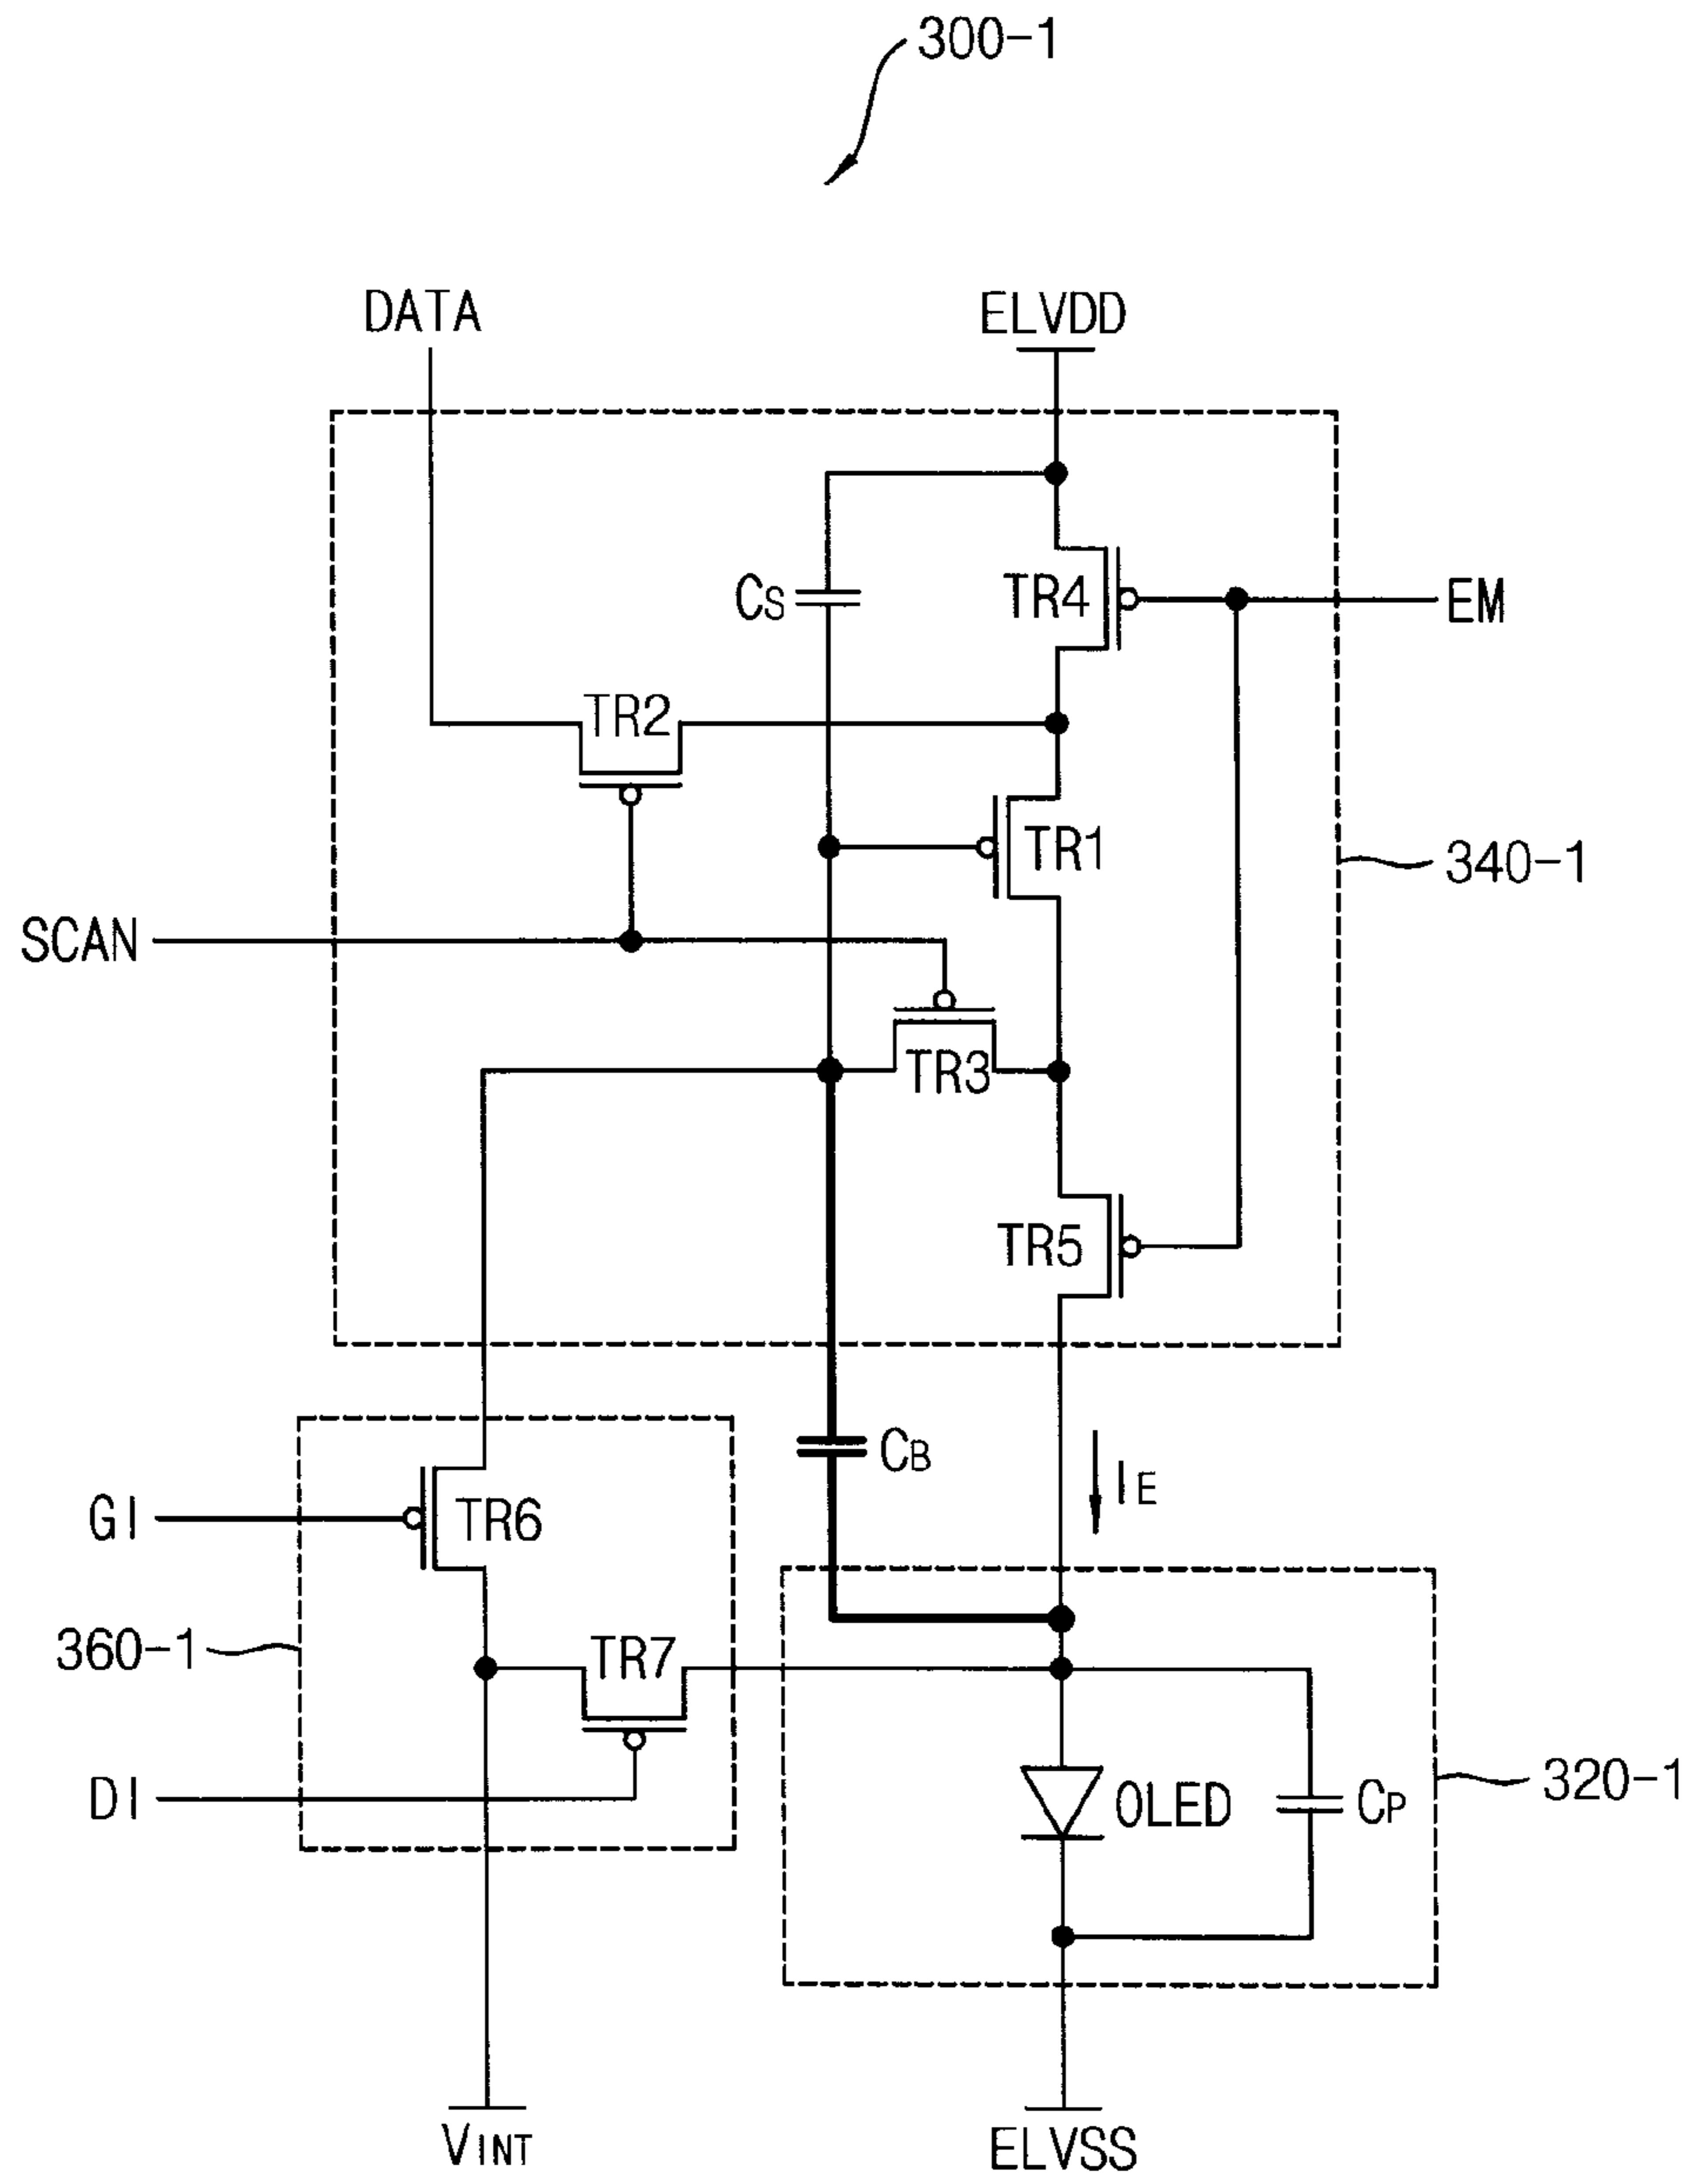 300-1
DATA
ELVDD
CS
TR4
EM
TR2
TR1
340-1
SCAN
TR3
TR5
CB
IE
GI
TR6
360-1
TR7
DI
OLED
CP
320-1
VINT
ELVSS